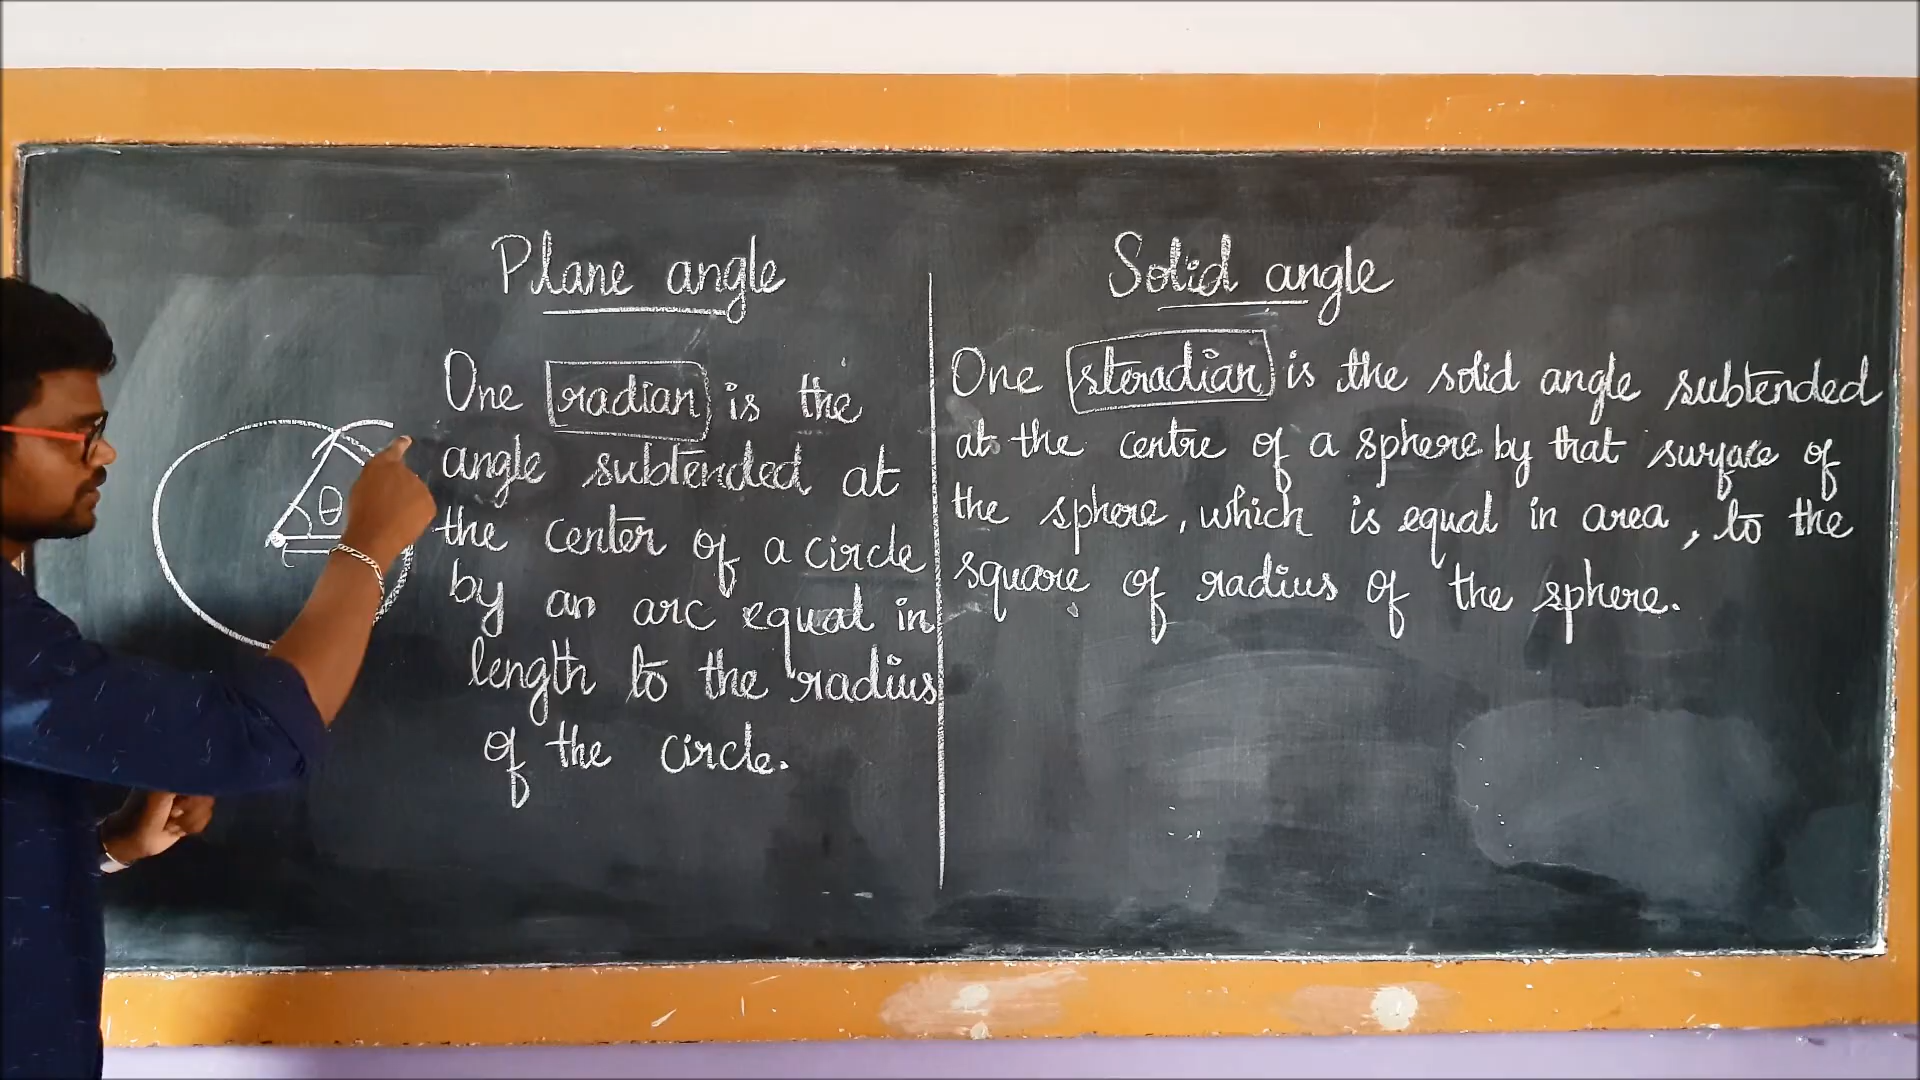 Plane angle
One radian is the
angle subtended at
the center of a circle
by an arc equal in
length to the radius
of the circle.
θ
Solid angle
One steradian is the solid angle subtended
at the centre of a sphere by that surface of
the sphere, which is equal in area, to the
square of radius of the sphere.